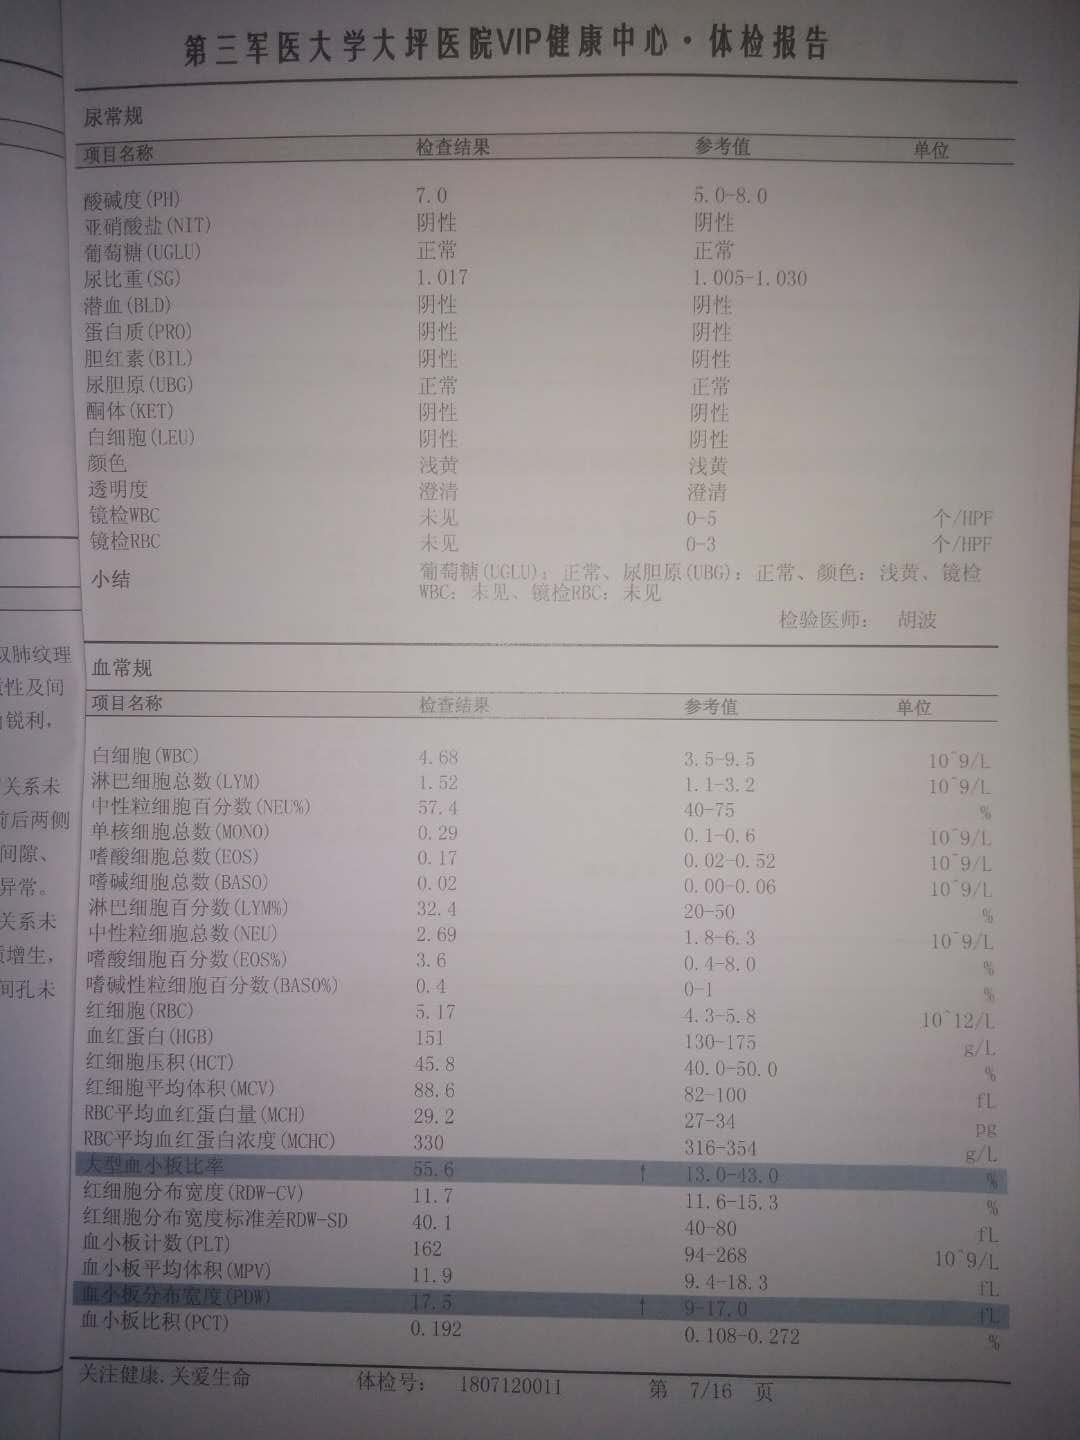 第三军医大学大坪医院VIP健康中心·体检报告
尿常规
项目名称 检查结果 参考值 单位
酸碱度(PH) 7.0 5.0-8.0
亚硝酸盐(NIT) 阴性 阴性
葡萄糖(UGLU) 正常 正常
尿比重(SG) 1.017 1.005-1.030
潜血(BLD) 阴性 阴性
蛋白质(PRO) 阴性 阴性
胆红素(BIL) 阴性 阴性
尿胆原(UBG) 正常 正常
酮体(KET) 阴性 阴性
白细胞(LEU) 阴性 阴性
颜色 浅黄 浅黄
透明度 澄清 澄清
镜检WBC 未见 0-5 个/HPF
镜检RBC 未见 0-3 个/HPF
小结 葡萄糖(UGLU)：正常、尿胆原(UBG)：正常、颜色：浅黄、镜检
WBC：未见、镜检RBC：未见
检验医师： 胡波
血常规
项目名称 检查结果 参考值 单位
白细胞(WBC) 4.68 3.5-9.5 10^9/L
淋巴细胞总数(LYM) 1.52 1.1-3.2 10^9/L
中性粒细胞百分数(NEU%) 57.4 40-75 %
单核细胞总数(MONO) 0.29 0.1-0.6 10^9/L
嗜酸细胞总数(EOS) 0.17 0.02-0.52 10^9/L
嗜碱细胞总数(BASO) 0.02 0.00-0.06 10^9/L
淋巴细胞百分数(LYM%) 32.4 20-50 %
中性粒细胞总数(NEU) 2.69 1.8-6.3 10^9/L
嗜酸细胞百分数(EOS%) 3.6 0.4-8.0 %
嗜碱性粒细胞百分数(BASO%) 0.4 0-1 %
红细胞(RBC) 5.17 4.3-5.8 10^12/L
血红蛋白(HGB) 151 130-175 g/L
红细胞压积(HCT) 45.8 40.0-50.0 %
红细胞平均体积(MCV) 88.6 82-100 fL
RBC平均血红蛋白量(MCH) 29.2 27-34 pg
RBC平均血红蛋白浓度(MCHC) 330 316-354 g/L
大型血小板比率 55.6 ↑ 13.0-43.0 %
红细胞分布宽度(RDW-CV) 11.7 11.6-15.3 %
红细胞分布宽度标准差RDW-SD 40.1 40-80 fL
血小板计数(PLT) 162 94-268 10^9/L
血小板平均体积(MPV) 11.9 9.4-18.3 fL
血小板分布宽度(PDW) 17.5 ↑ 9-17.0 fL
血小板比积(PCT) 0.192 0.108-0.272 %
关注健康.关爱生命 体检号： 1807120011 第 7/16 页
双肺纹理
性及间
锐利，
关系未
前后两侧
间隙、
异常。
关系未
质增生，
间孔未